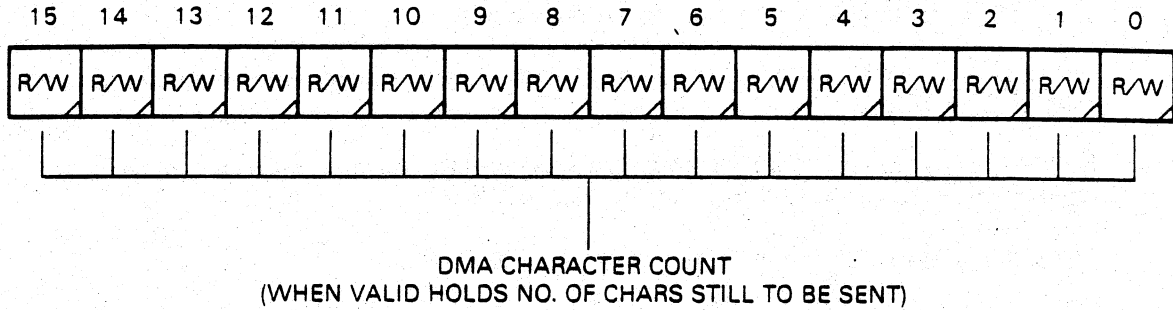 15 14 13 12 11 10 9 8 7 6 5 4 3 2 1 0
R/W R/W R/W R/W R/W R/W R/W R/W R/W R/W R/W R/W R/W R/W R/W R/W
DMA CHARACTER COUNT
(WHEN VALID HOLDS NO. OF CHARS STILL TO BE SENT)